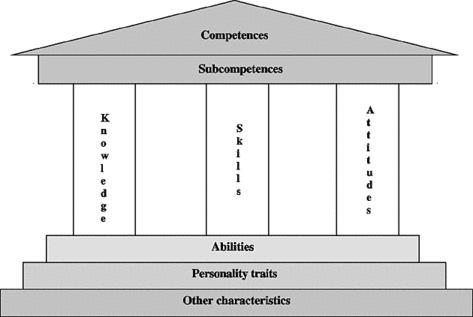 Competences
Subcompetences
Knowledge
Skills
Attitudes
Abilities
Personality traits
Other characteristics